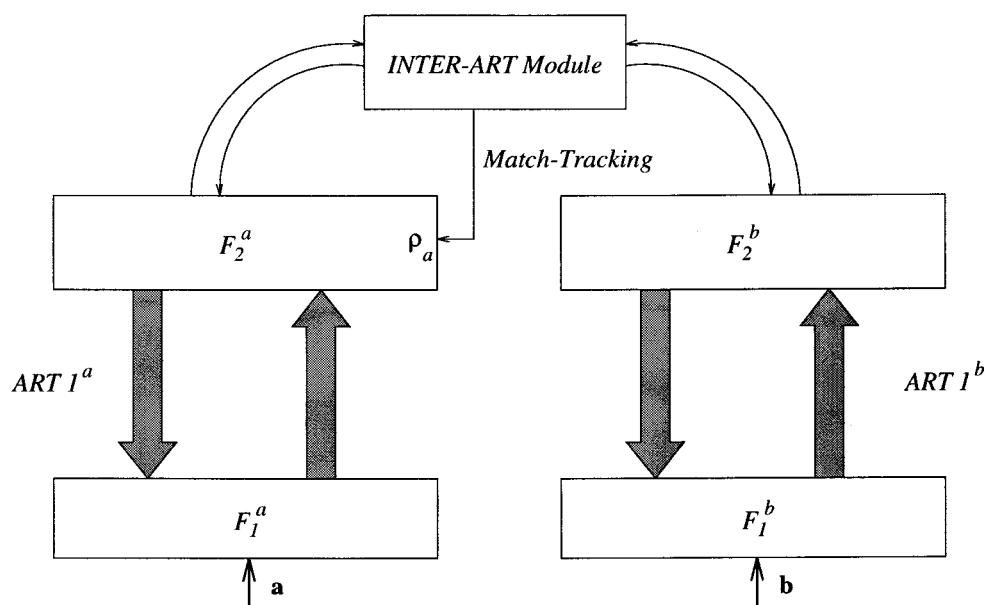 INTER-ART Module
Match-Tracking
F₂ᵃ
ρₐ
F₂ᵇ
ART 1ᵃ
ART 1ᵇ
F₁ᵃ
F₁ᵇ
a
b